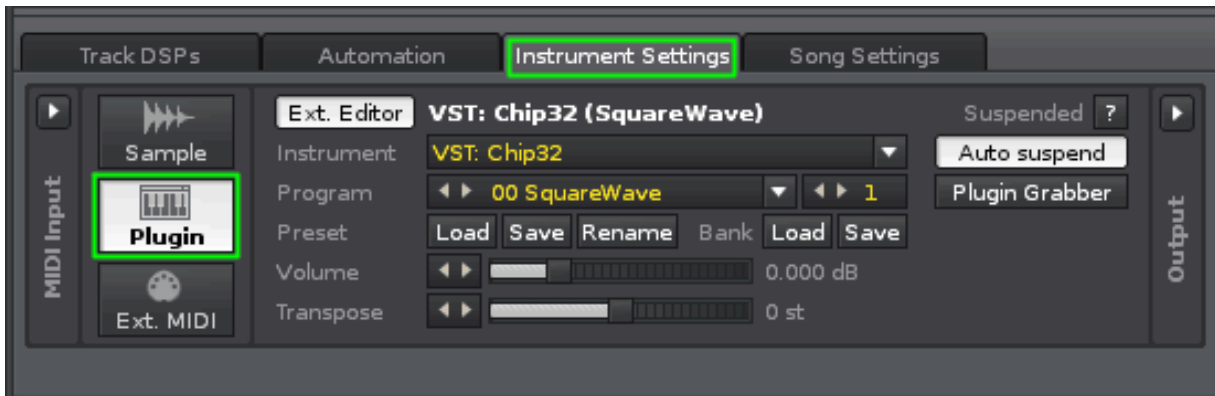 Track DSPs Automation Instrument Settings Song Settings
MIDI Input
Sample
Plugin
Ext. MIDI
Ext. Editor VST: Chip32 (SquareWave) Suspended ?
Instrument VST: Chip32 Auto suspend
Program 00 SquareWave 1 Plugin Grabber
Preset Load Save Rename Bank Load Save
Volume 0.000 dB
Transpose 0 st
Output